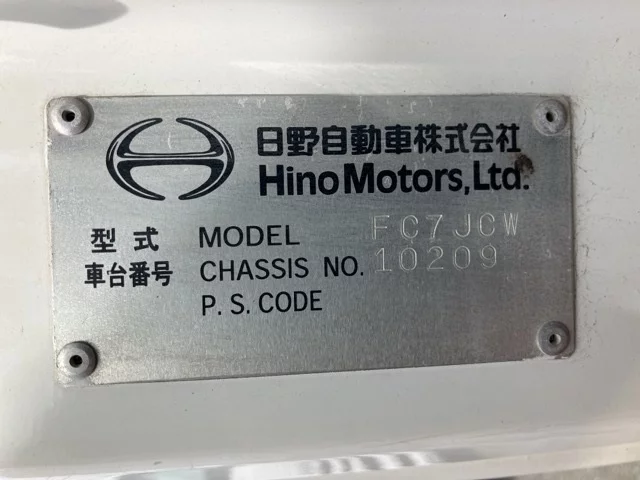 日野自動車株式会社
Hino Motors, Ltd.
型式 MODEL FC7JCW
車台番号 CHASSIS NO. 10209
P. S. CODE